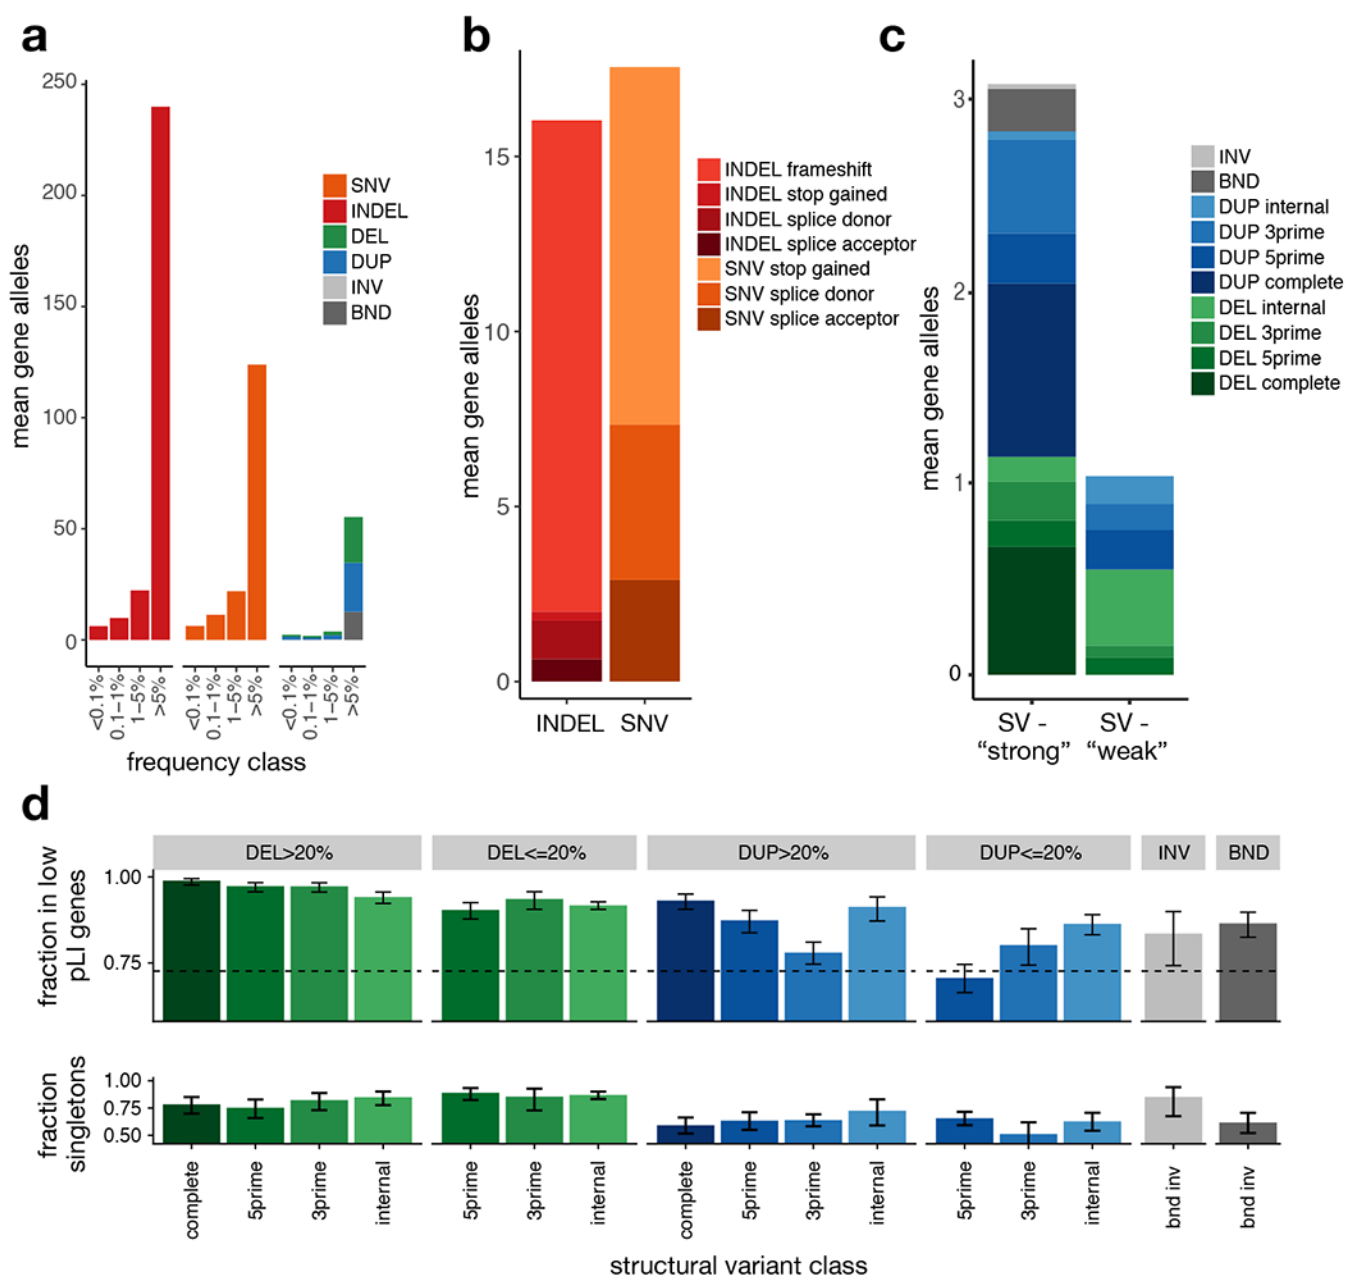 a
mean gene alleles
250
200
150
100
50
0
<0.1%
0.1–1%
1–5%
>5%
<0.1%
0.1–1%
1–5%
>5%
<0.1%
0.1–1%
1–5%
>5%
frequency class
SNV
INDEL
DEL
DUP
INV
BND
b
mean gene alleles
15
10
5
0
INDEL
SNV
INDEL frameshift
INDEL stop gained
INDEL splice donor
INDEL splice acceptor
SNV stop gained
SNV splice donor
SNV splice acceptor
c
mean gene alleles
3
2
1
0
SV -
“strong”
SV -
“weak”
INV
BND
DUP internal
DUP 3prime
DUP 5prime
DUP complete
DEL internal
DEL 3prime
DEL 5prime
DEL complete
d
DEL>20%
DEL<=20%
DUP>20%
DUP<=20%
INV
BND
fraction in low
pLI genes
1.00
0.75
fraction
singletons
1.00
0.75
0.50
complete
5prime
3prime
internal
5prime
3prime
internal
complete
5prime
3prime
internal
5prime
3prime
internal
bnd inv
bnd inv
structural variant class